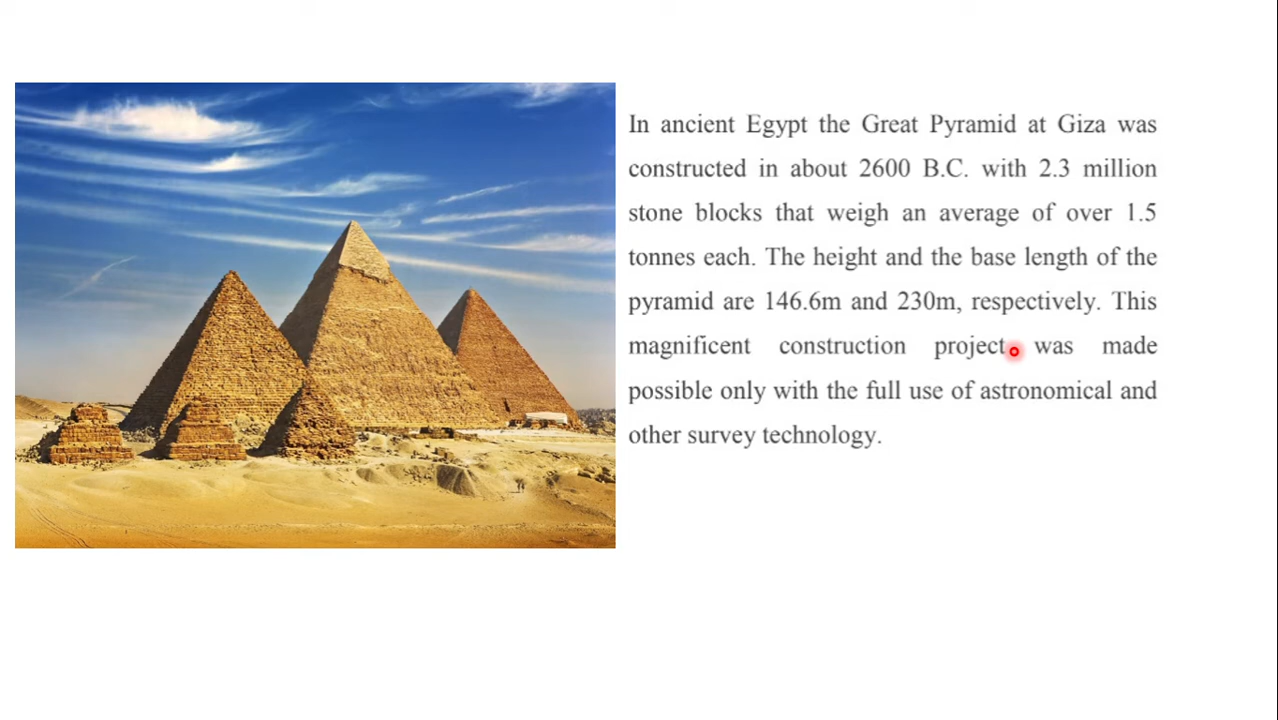 In ancient Egypt the Great Pyramid at Giza was
constructed in about 2600 B.C. with 2.3 million
stone blocks that weigh an average of over 1.5
tonnes each. The height and the base length of the
pyramid are 146.6m and 230m, respectively. This
magnificent construction project was made
possible only with the full use of astronomical and
other survey technology.